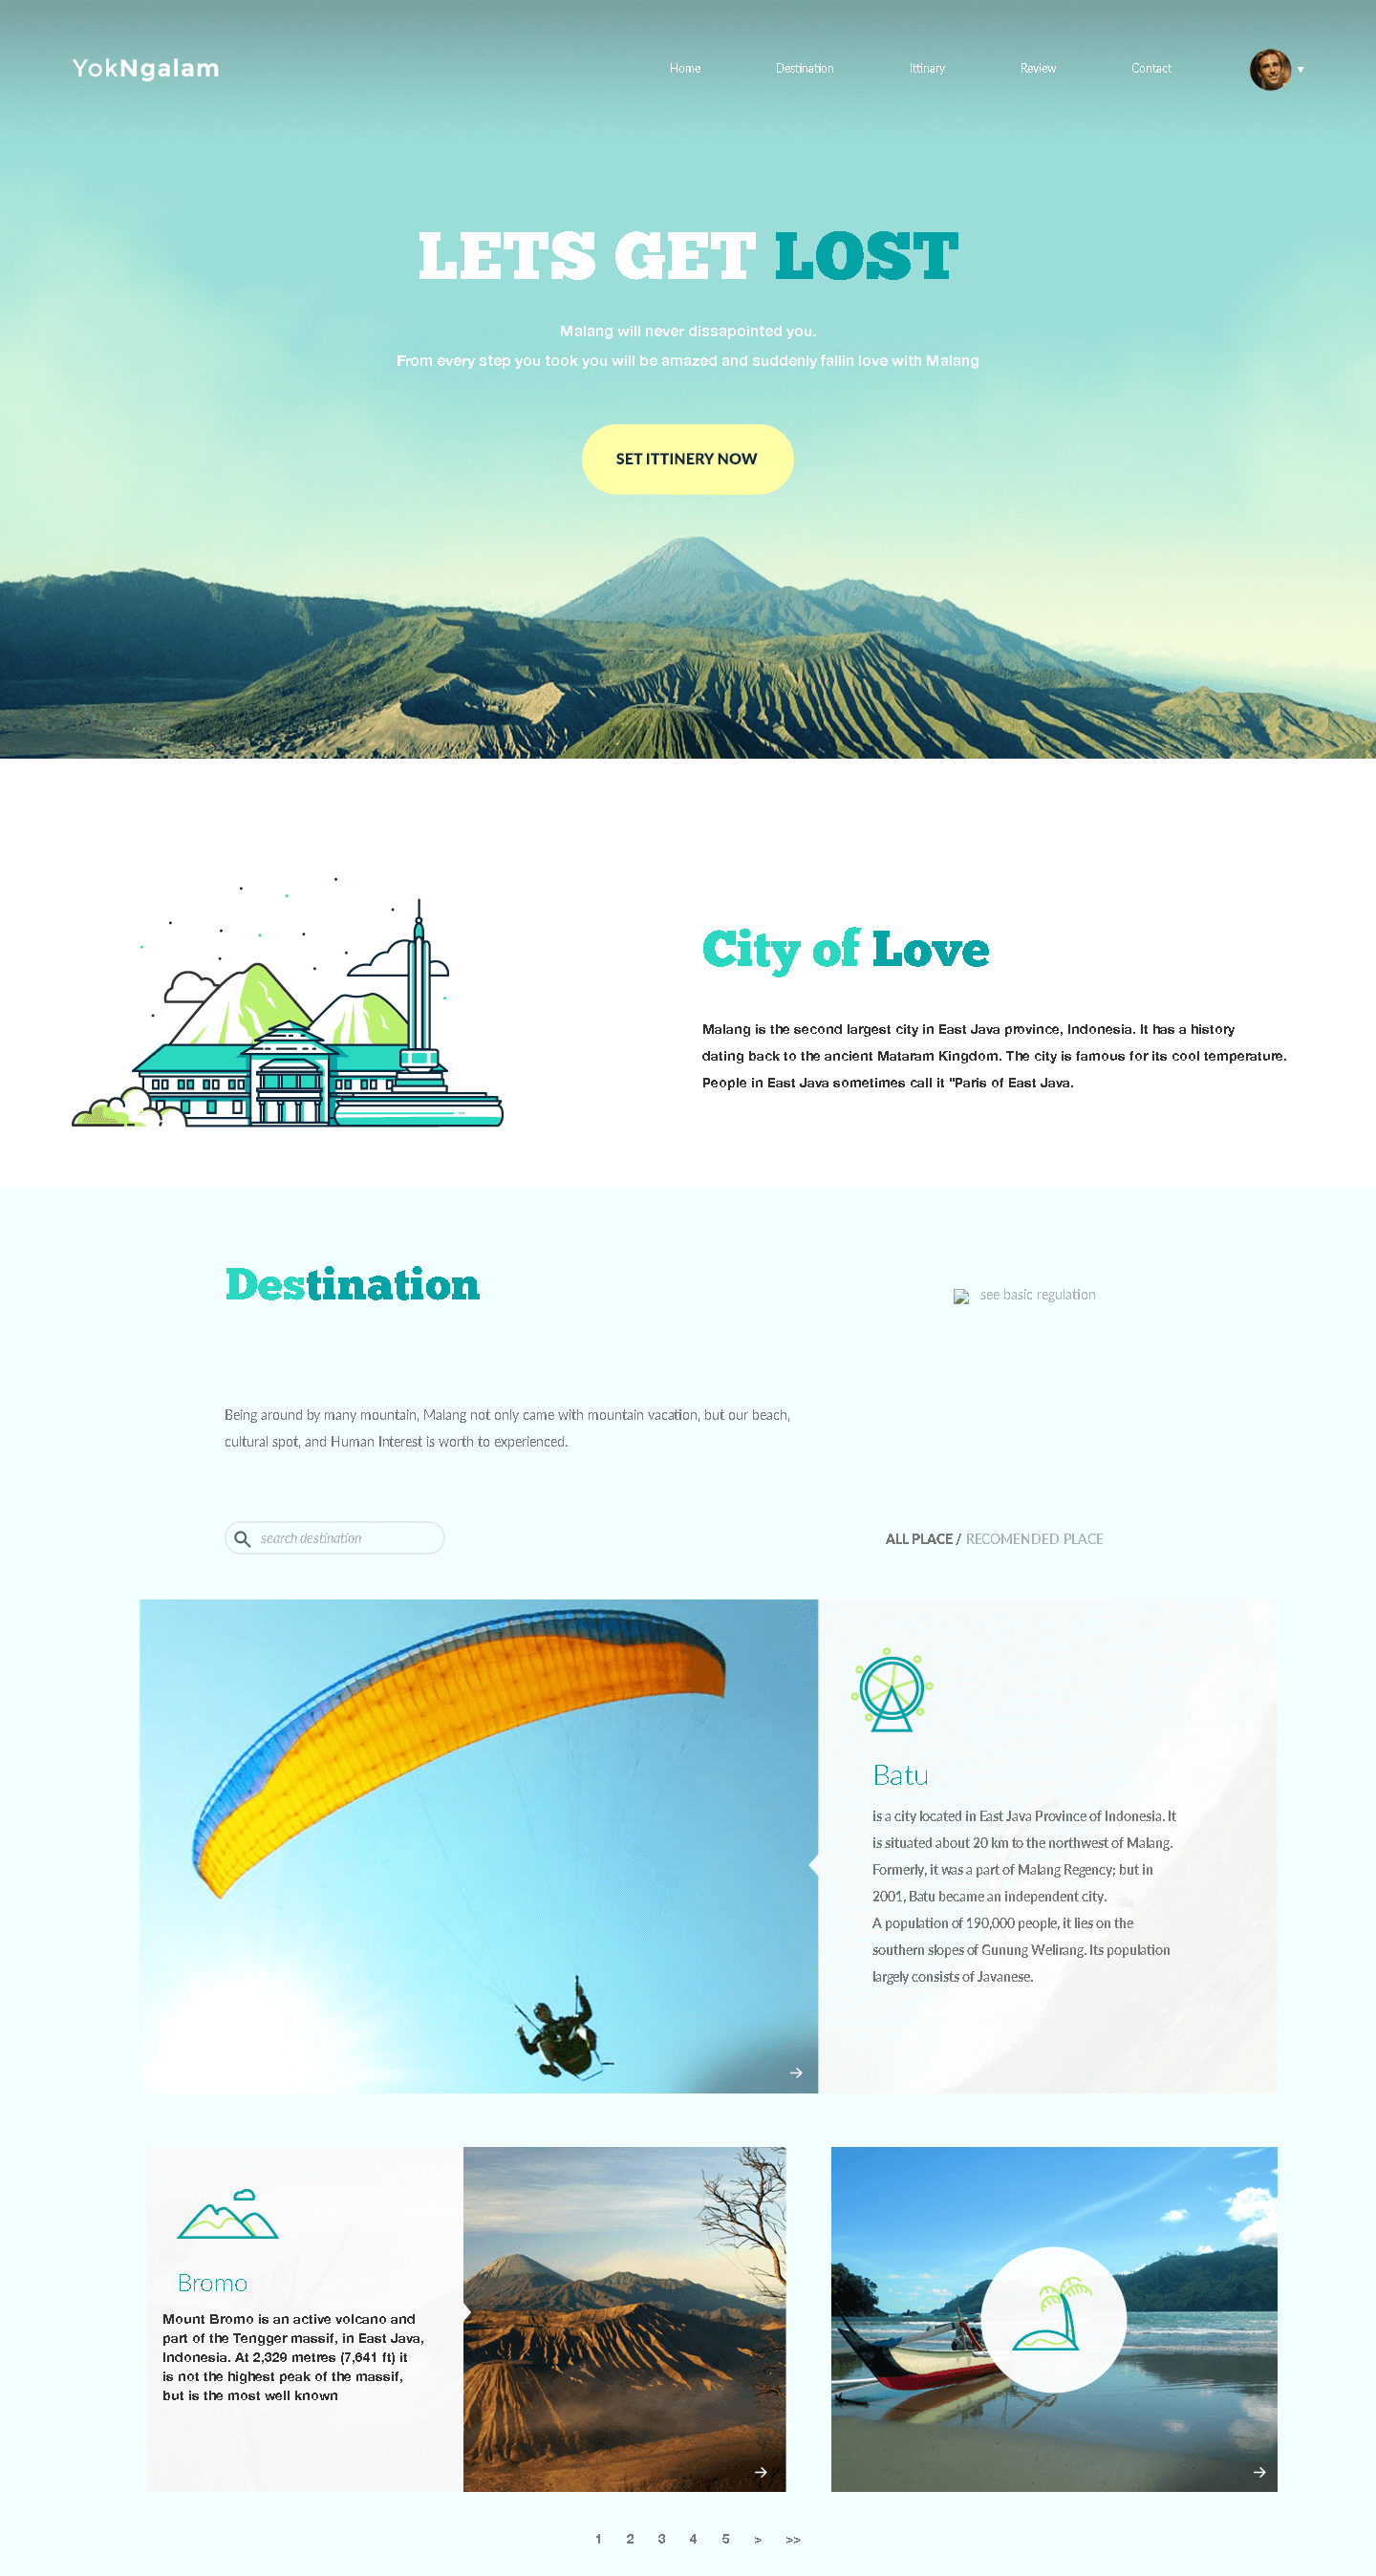 YokNgalam
Home Destination Ittinary Review Contact
LETS GET LOST
Malang will never dissapointed you.
From every step you took you will be amazed and suddenly fallin love with Malang
SET ITTINERY NOW
City of Love
Malang is the second largest city in East Java province, Indonesia. It has a history
dating back to the ancient Mataram Kingdom. The city is famous for its cool temperature.
People in East Java sometimes call it "Paris of East Java.
Destination
see basic regulation
Being around by many mountain, Malang not only came with mountain vacation, but our beach,
cultural spot, and Human Interest is worth to experienced.
search destination
ALL PLACE / RECOMENDED PLACE
Batu
is a city located in East Java Province of Indonesia. It
is situated about 20 km to the northwest of Malang.
Formerly, it was a part of Malang Regency; but in
2001, Batu became an independent city.
A population of 190,000 people, it lies on the
southern slopes of Gunung Welirang. Its population
largely consists of Javanese.
Bromo
Mount Bromo is an active volcano and
part of the Tengger massif, in East Java,
Indonesia. At 2,329 metres (7,641 ft) it
is not the highest peak of the massif,
but is the most well known
1 2 3 4 5 > >>